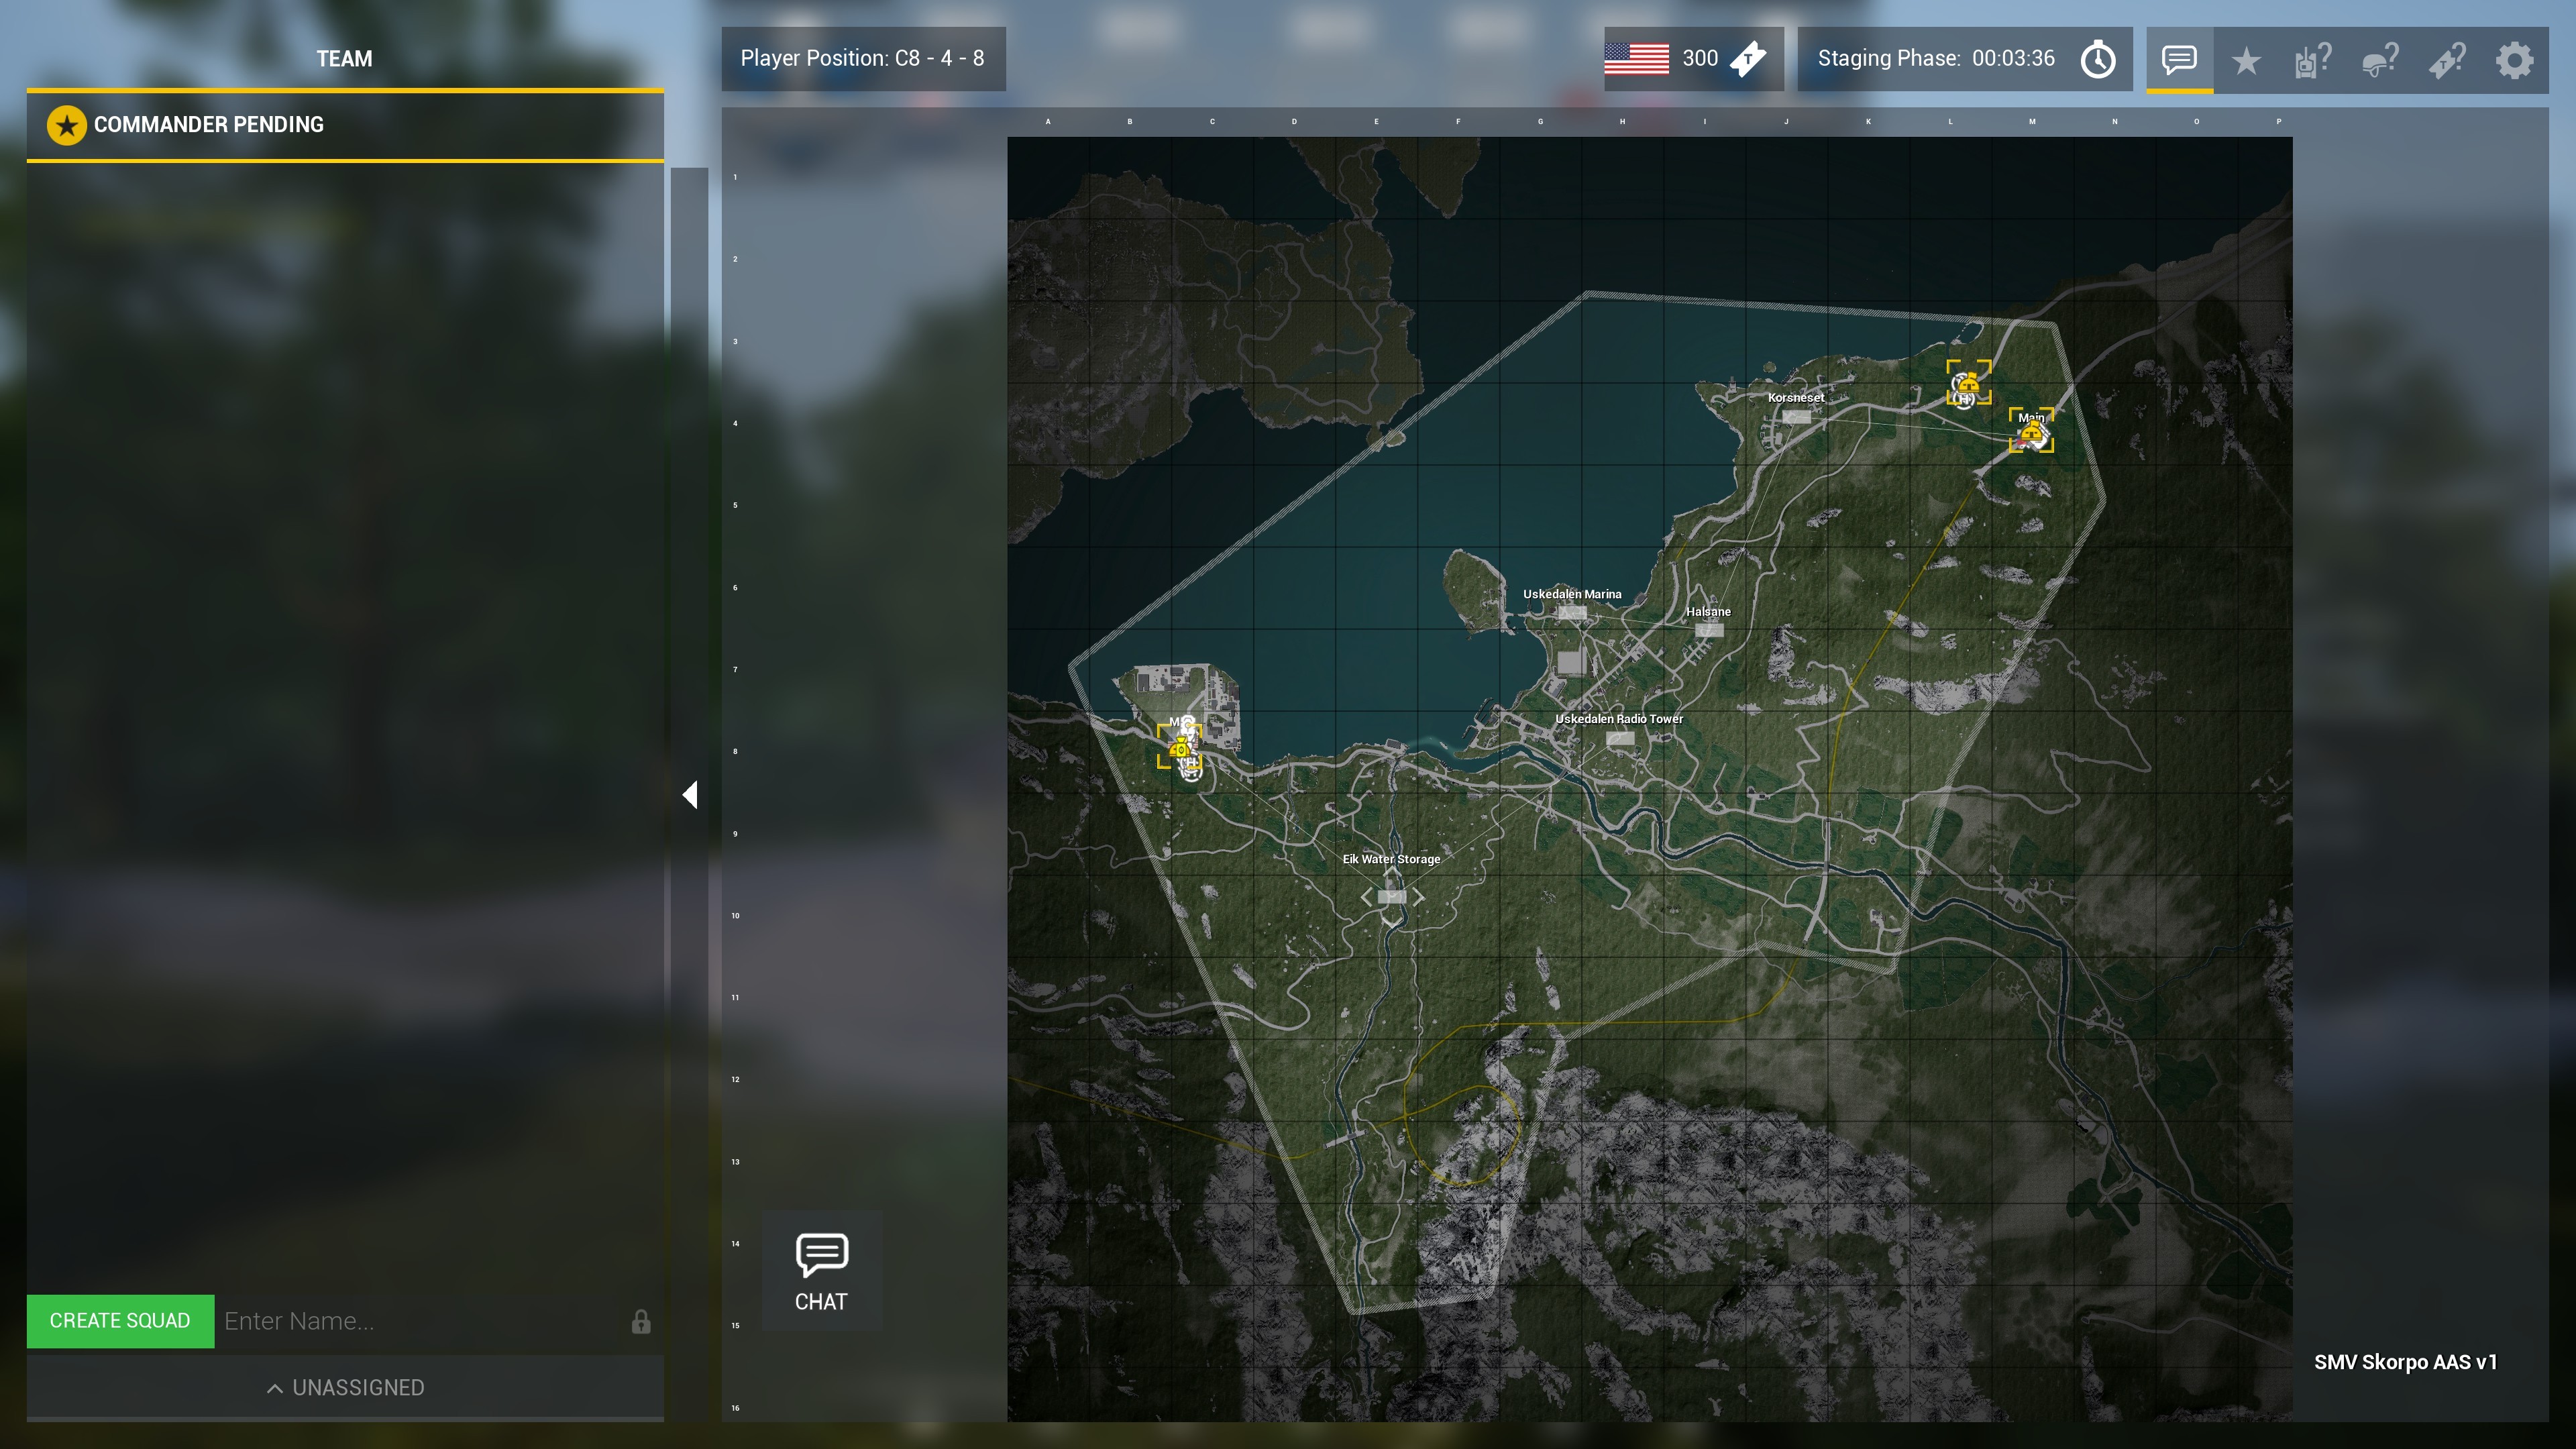 TEAM
Player Position: C8 - 4 - 8
300
T
Staging Phase: 00:03:36
COMMANDER PENDING
A B C D E F G H I J K L M N O P
1
2
3
4
5
6
7
8
9
10
11
12
13
14
15
16
Korsneset
Main
Uskedalen Marina
Halsane
Uskedalen Radio Tower
Eik Water Storage
CHAT
CREATE SQUAD
Enter Name...
UNASSIGNED
SMV Skorpo AAS v1